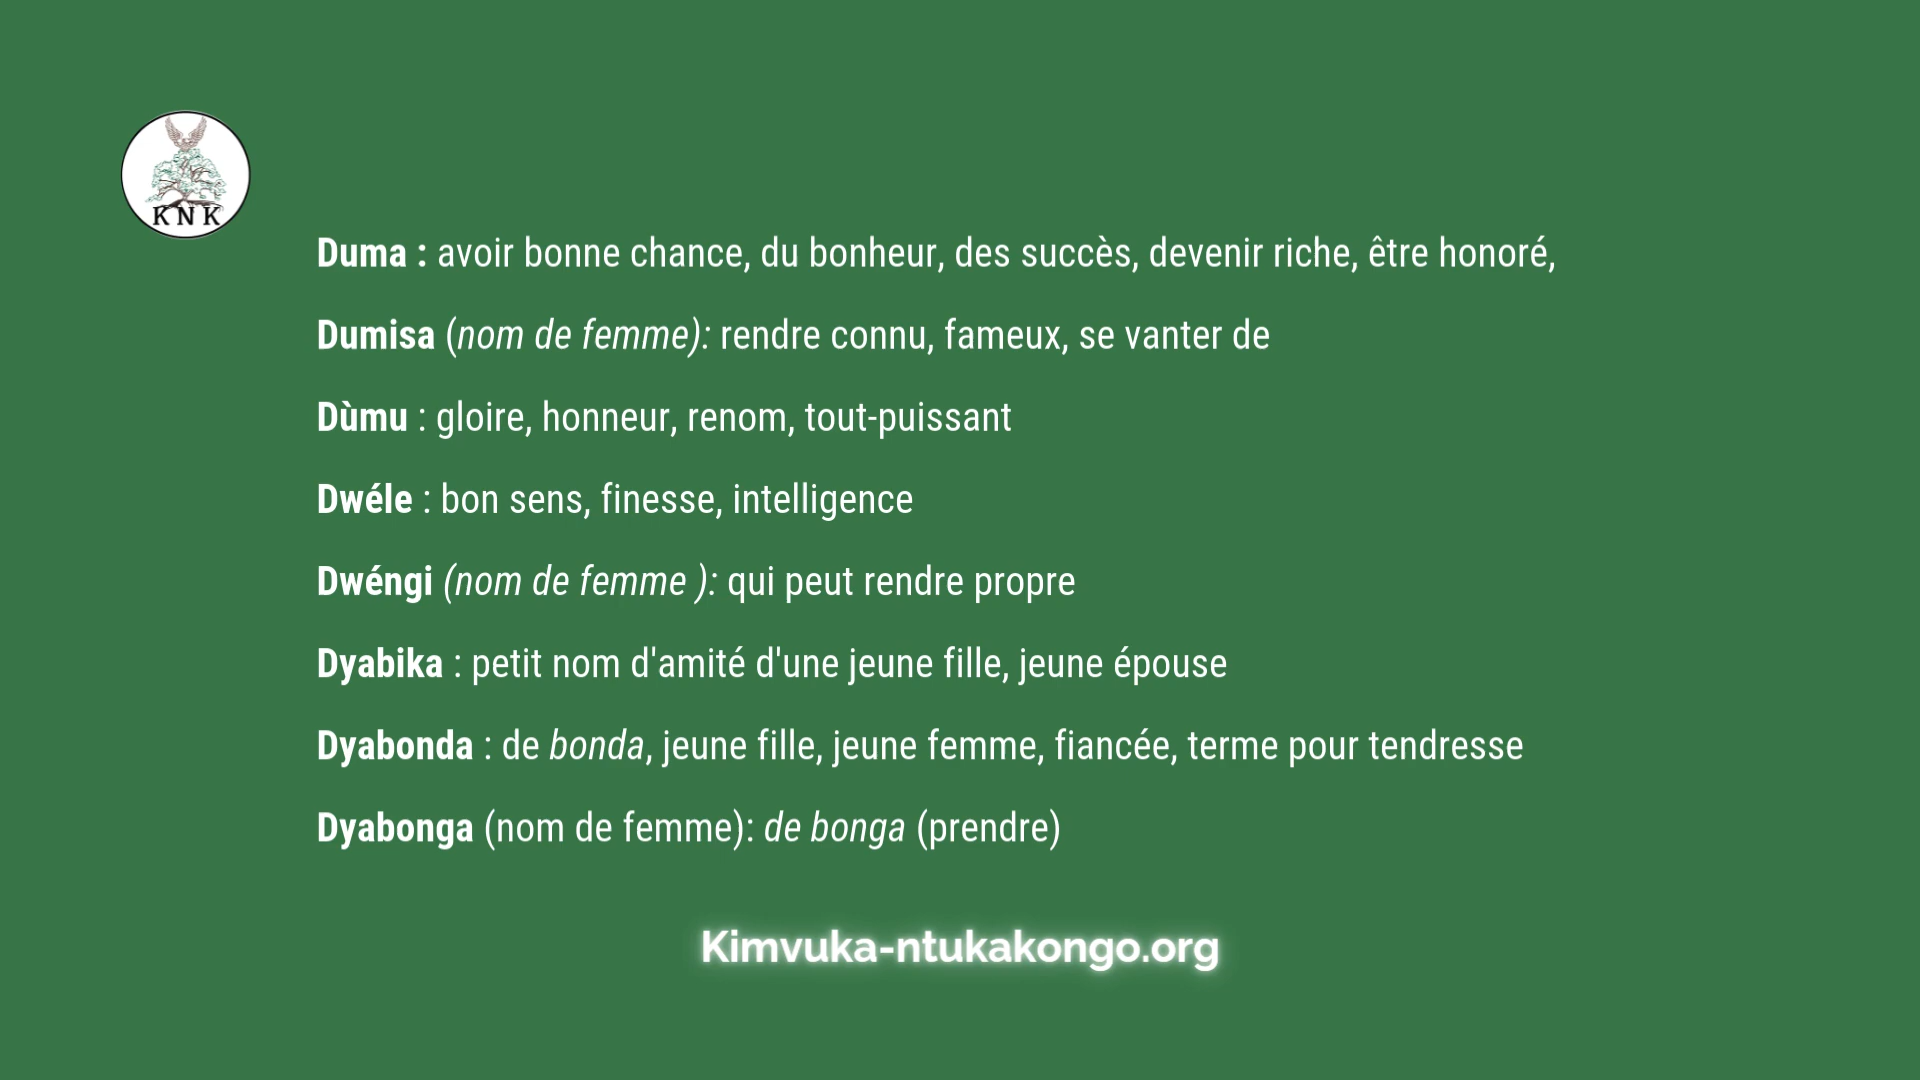 KNK
Duma : avoir bonne chance, du bonheur, des succès, devenir riche, être honoré,
Dumisa (nom de femme): rendre connu, fameux, se vanter de
Dùmu : gloire, honneur, renom, tout-puissant
Dwéle : bon sens, finesse, intelligence
Dwéngi (nom de femme ): qui peut rendre propre
Dyabika : petit nom d'amité d'une jeune fille, jeune épouse
Dyabonda : de bonda, jeune fille, jeune femme, fiancée, terme pour tendresse
Dyabonga (nom de femme): de bonga (prendre)
Kimvuka-ntukakongo.org